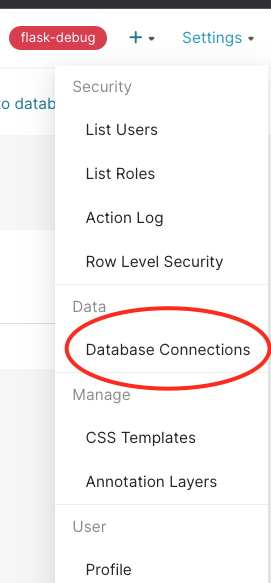 flask-debug
+
Settings
to datab
Security
List Users
List Roles
Action Log
Row Level Security
Data
Database Connections
Manage
CSS Templates
Annotation Layers
User
Profile